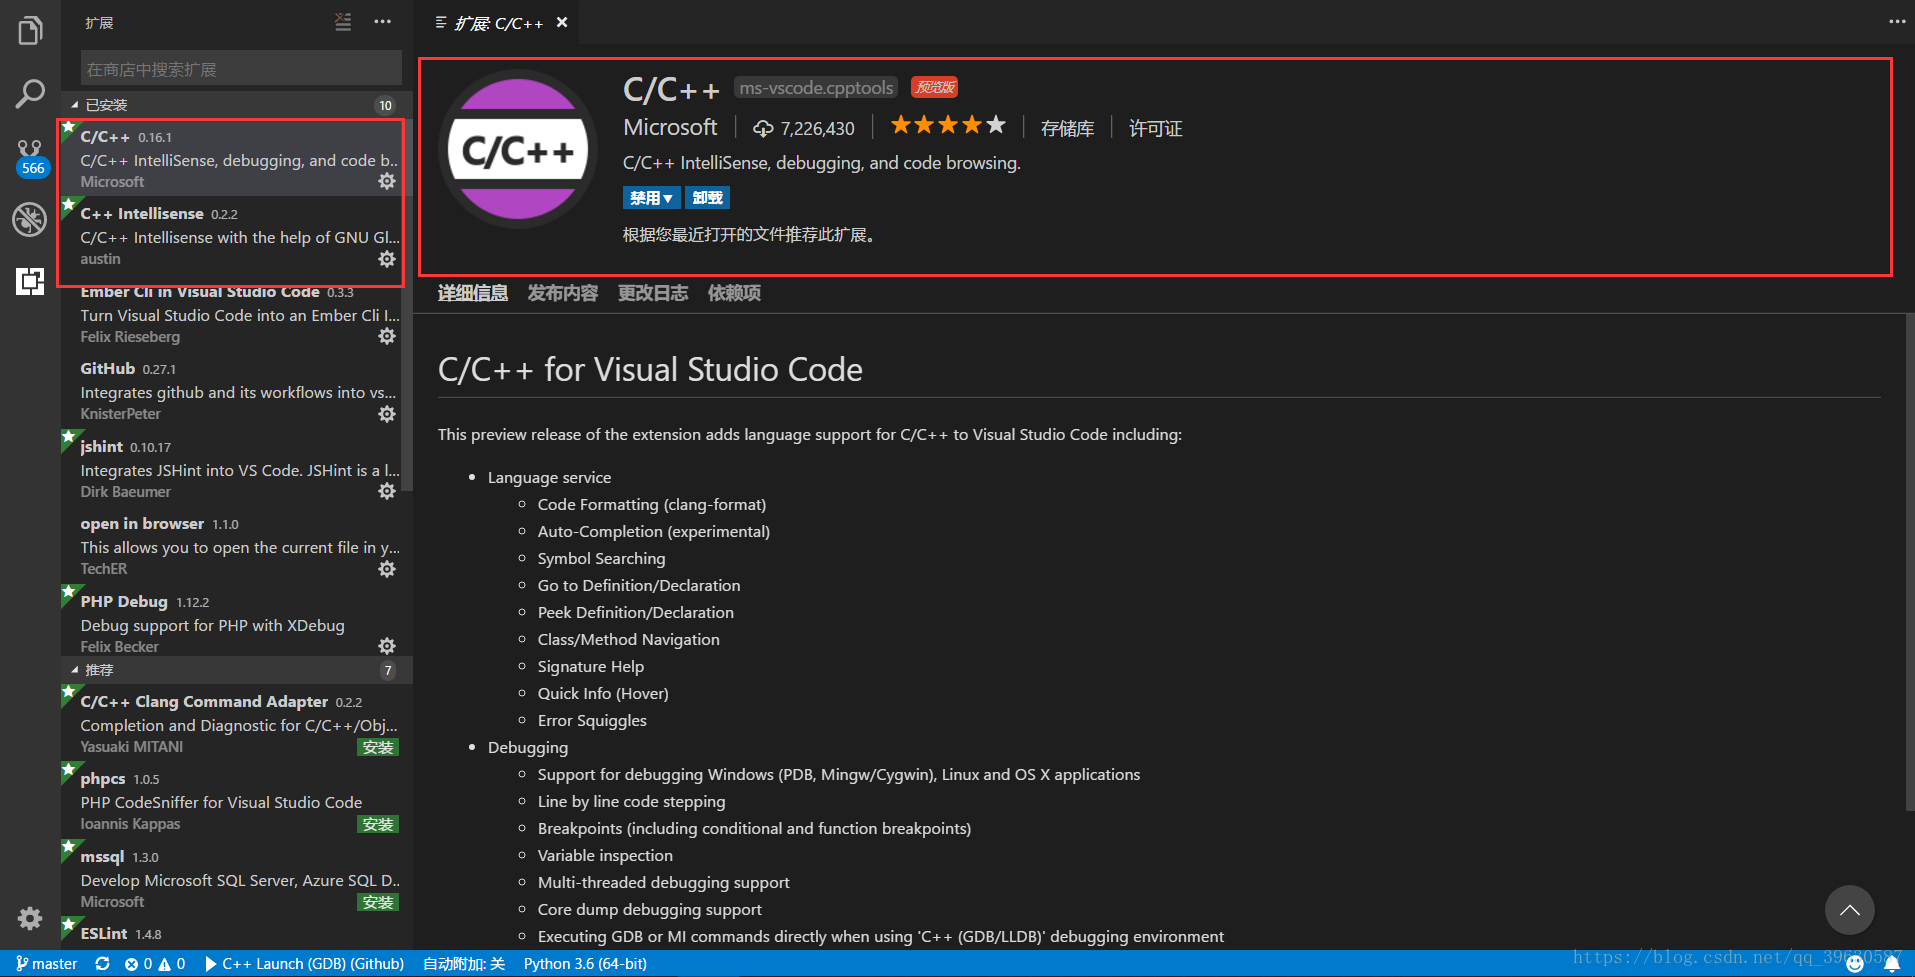 扩展
扩展: C/C++
在商店中搜索扩展
已安装 10
C/C++ 0.16.1
C/C++ IntelliSense, debugging, and code b...
Microsoft
C++ Intellisense 0.2.2
C/C++ Intellisense with the help of GNU Gl...
austin
Ember Cli in Visual Studio Code 0.3.3
Turn Visual Studio Code into an Ember Cli I...
Felix Rieseberg
GitHub 0.27.1
Integrates github and its workflows into vs...
KnisterPeter
jshint 0.10.17
Integrates JSHint into VS Code. JSHint is a l...
Dirk Baeumer
open in browser 1.1.0
This allows you to open the current file in y...
TechER
PHP Debug 1.12.2
Debug support for PHP with XDebug
Felix Becker
推荐 7
C/C++ Clang Command Adapter 0.2.2
Completion and Diagnostic for C/C++/Obj...
Yasuaki MITANI 安装
phpcs 1.0.5
PHP CodeSniffer for Visual Studio Code
Ioannis Kappas 安装
mssql 1.3.0
Develop Microsoft SQL Server, Azure SQL D...
Microsoft 安装
ESLint 1.4.8
566
C/C++
C/C++ ms-vscode.cpptools 预览版
Microsoft 7,226,430 存储库 许可证
C/C++ IntelliSense, debugging, and code browsing.
禁用▼ 卸载
根据您最近打开的文件推荐此扩展。
详细信息 发布内容 更改日志 依赖项
C/C++ for Visual Studio Code
This preview release of the extension adds language support for C/C++ to Visual Studio Code including:
Language service
Code Formatting (clang-format)
Auto-Completion (experimental)
Symbol Searching
Go to Definition/Declaration
Peek Definition/Declaration
Class/Method Navigation
Signature Help
Quick Info (Hover)
Error Squiggles
Debugging
Support for debugging Windows (PDB, Mingw/Cygwin), Linux and OS X applications
Line by line code stepping
Breakpoints (including conditional and function breakpoints)
Variable inspection
Multi-threaded debugging support
Core dump debugging support
Executing GDB or MI commands directly when using 'C++ (GDB/LLDB)' debugging environment
master 0 0 C++ Launch (GDB) (Github) 自动附加: 关 Python 3.6 (64-bit)